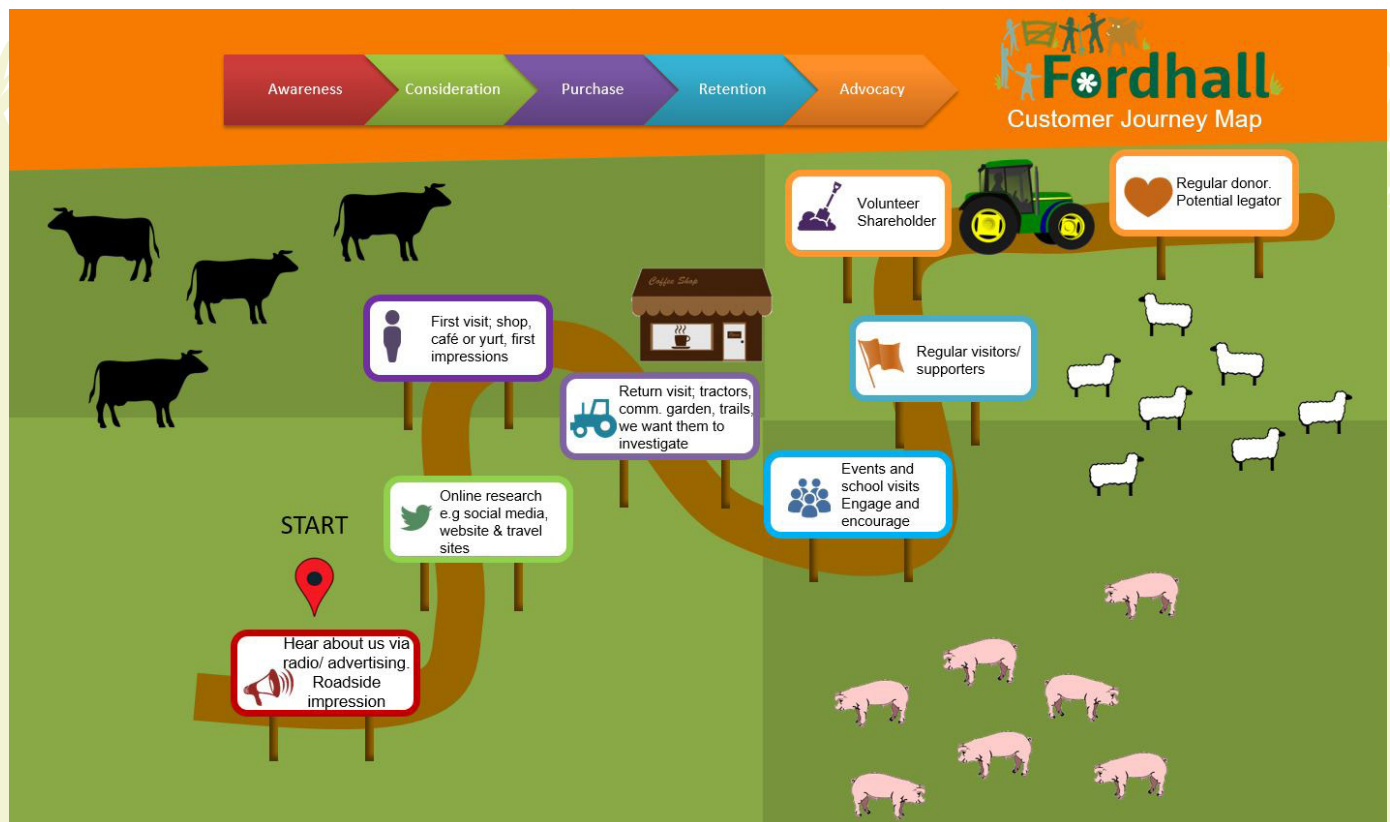 Awareness
Consideration
Purchase
Retention
Advocacy
Fordhall
Customer Journey Map
Volunteer
Shareholder
Regular donor.
Potential legator
Coffee Shop
First visit; shop,
café or yurt, first
impressions
Regular visitors/
supporters
Return visit; tractors,
comm. garden, trails,
we want them to
investigate
Events and
school visits
Engage and
encourage
Online research
e.g social media,
website & travel
sites
START
Hear about us via
radio/ advertising.
Roadside
impression